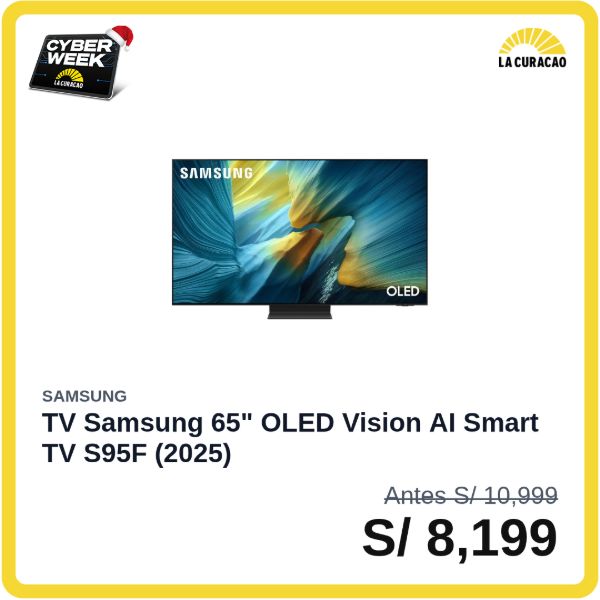 CYBER
WEEK
LA CURACAO
LA CURACAO
SAMSUNG
OLED
SAMSUNG
TV Samsung 65" OLED Vision AI Smart
TV S95F (2025)
Antes S/ 10,999
S/ 8,199